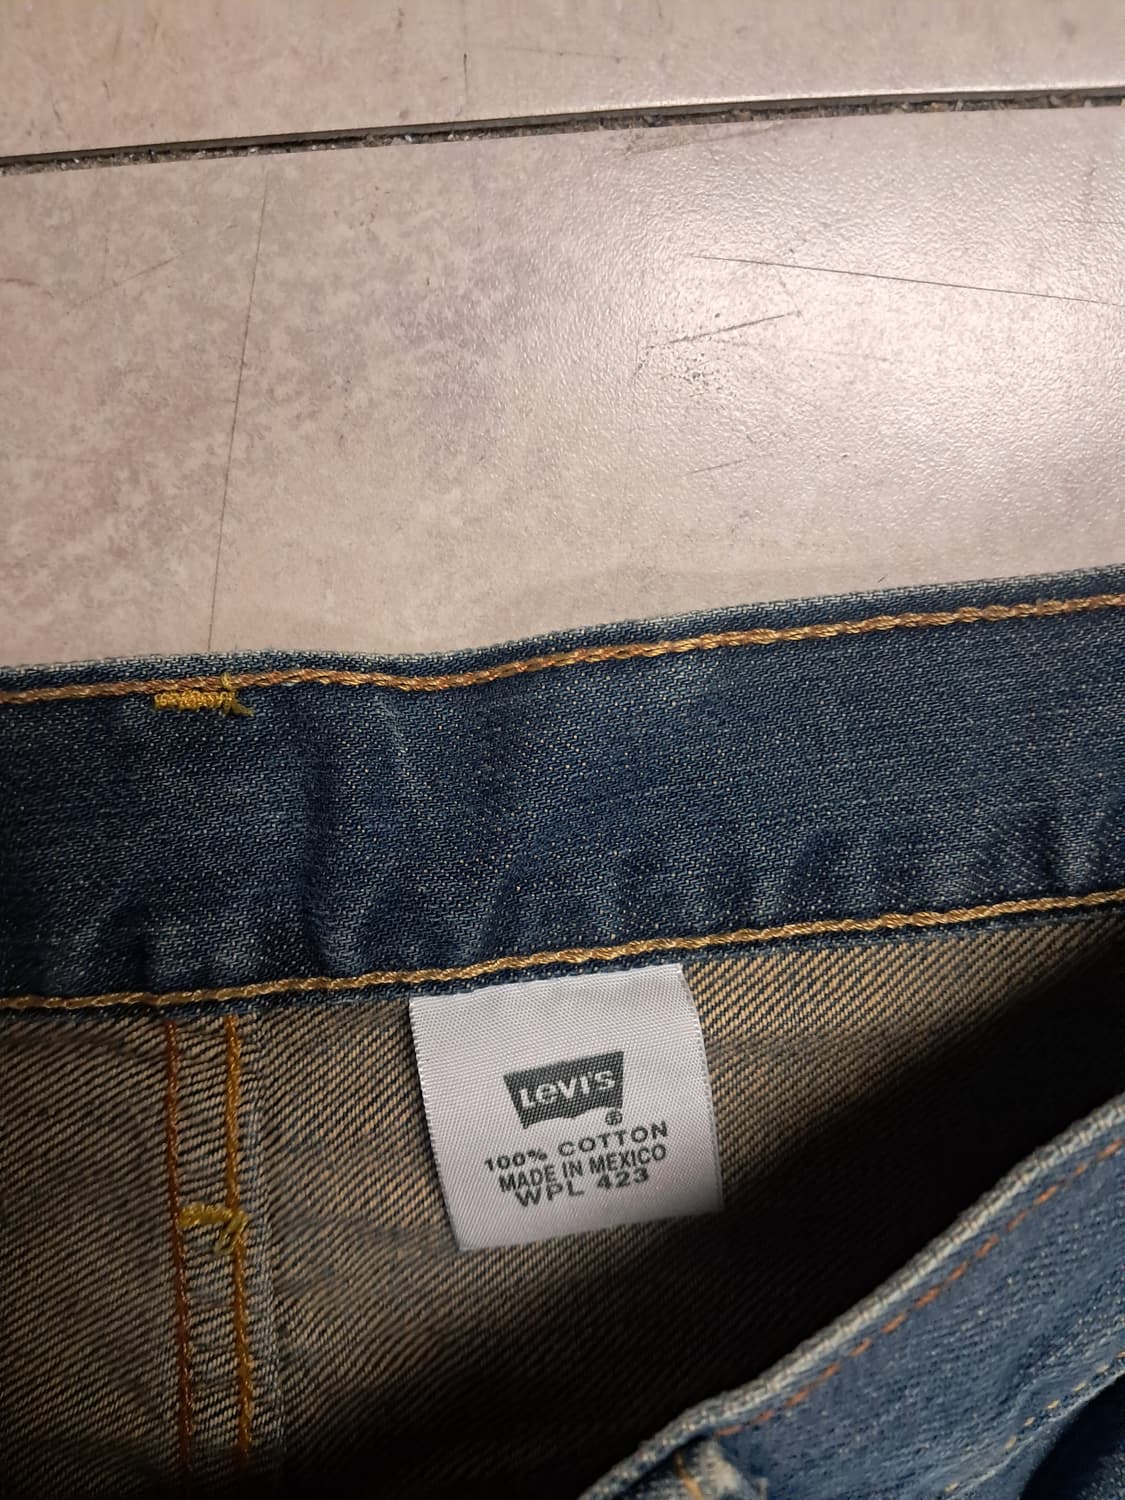 LeVI'S
®
100% COTTON
MADE IN MEXICO
WPL 423